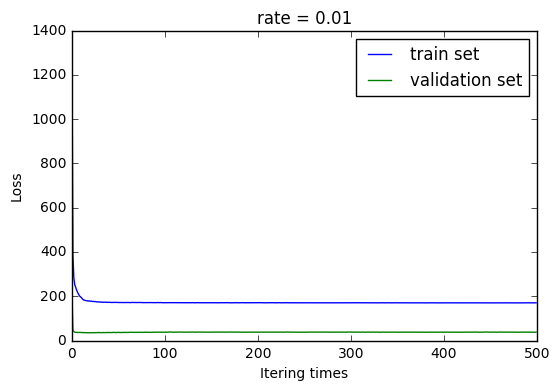 rate = 0.01
1400
1200
1000
800
600
400
200
0
Loss
train set
validation set
0 100 200 300 400 500
Itering times